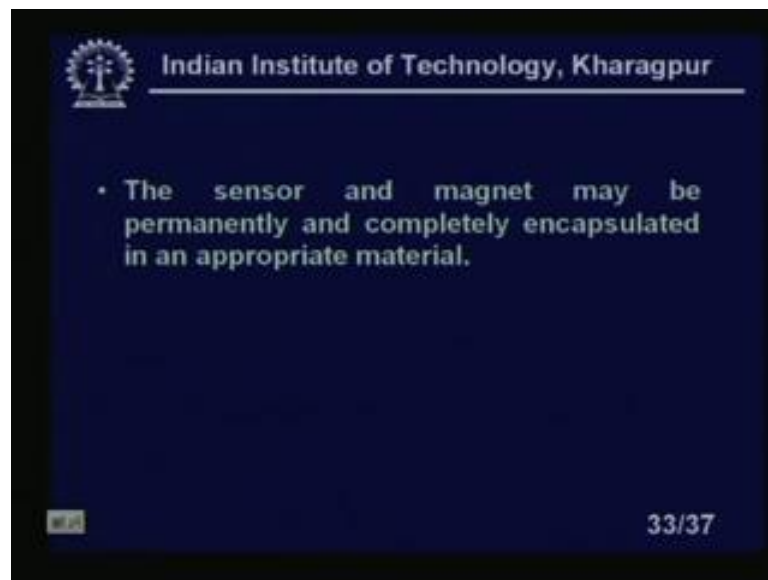 Indian Institute of Technology, Kharagpur
• The sensor and magnet may be
permanently and completely encapsulated
in an appropriate material.
33/37